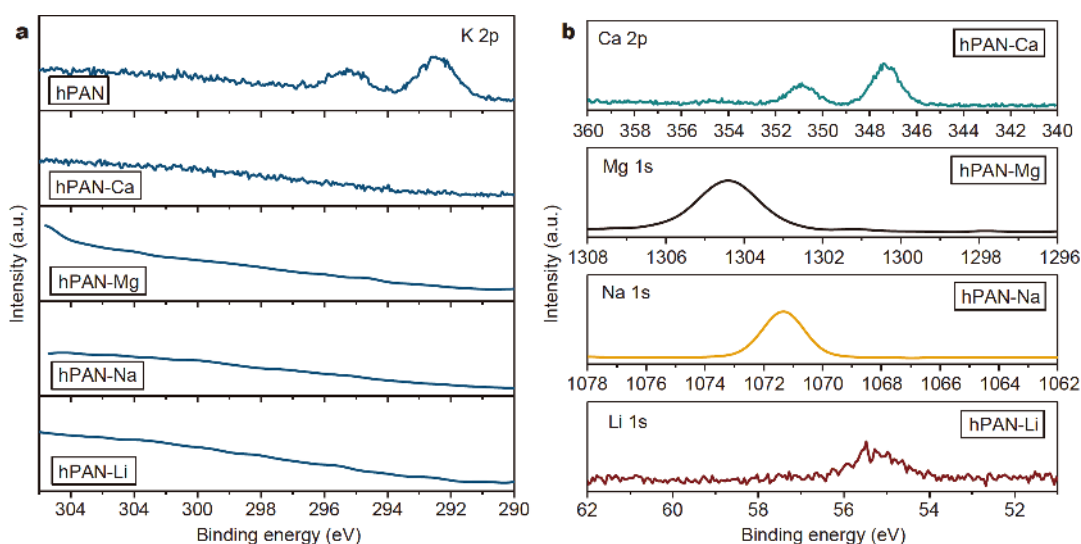 a
K 2p
hPAN
hPAN-Ca
hPAN-Mg
hPAN-Na
hPAN-Li
304 302 300 298 296 294 292 290
Binding energy (eV)
Intensity (a.u.)
b
Ca 2p
hPAN-Ca
360 358 356 354 352 350 348 346 344 342 340
Mg 1s
hPAN-Mg
1308 1306 1304 1302 1300 1298 1296
Na 1s
hPAN-Na
1078 1076 1074 1072 1070 1068 1066 1064 1062
Li 1s
hPAN-Li
62 60 58 56 54 52
Binding energy (eV)
Intensity (a.u.)